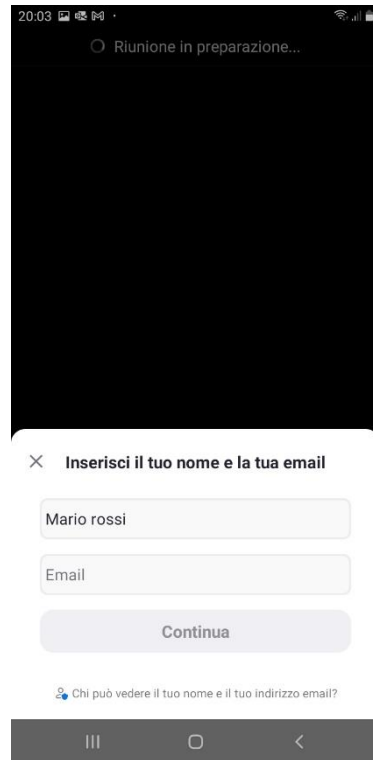 20:03
Riunione in preparazione...
Inserisci il tuo nome e la tua email
Mario rossi
Email
Continua
Chi può vedere il tuo nome e il tuo indirizzo email?